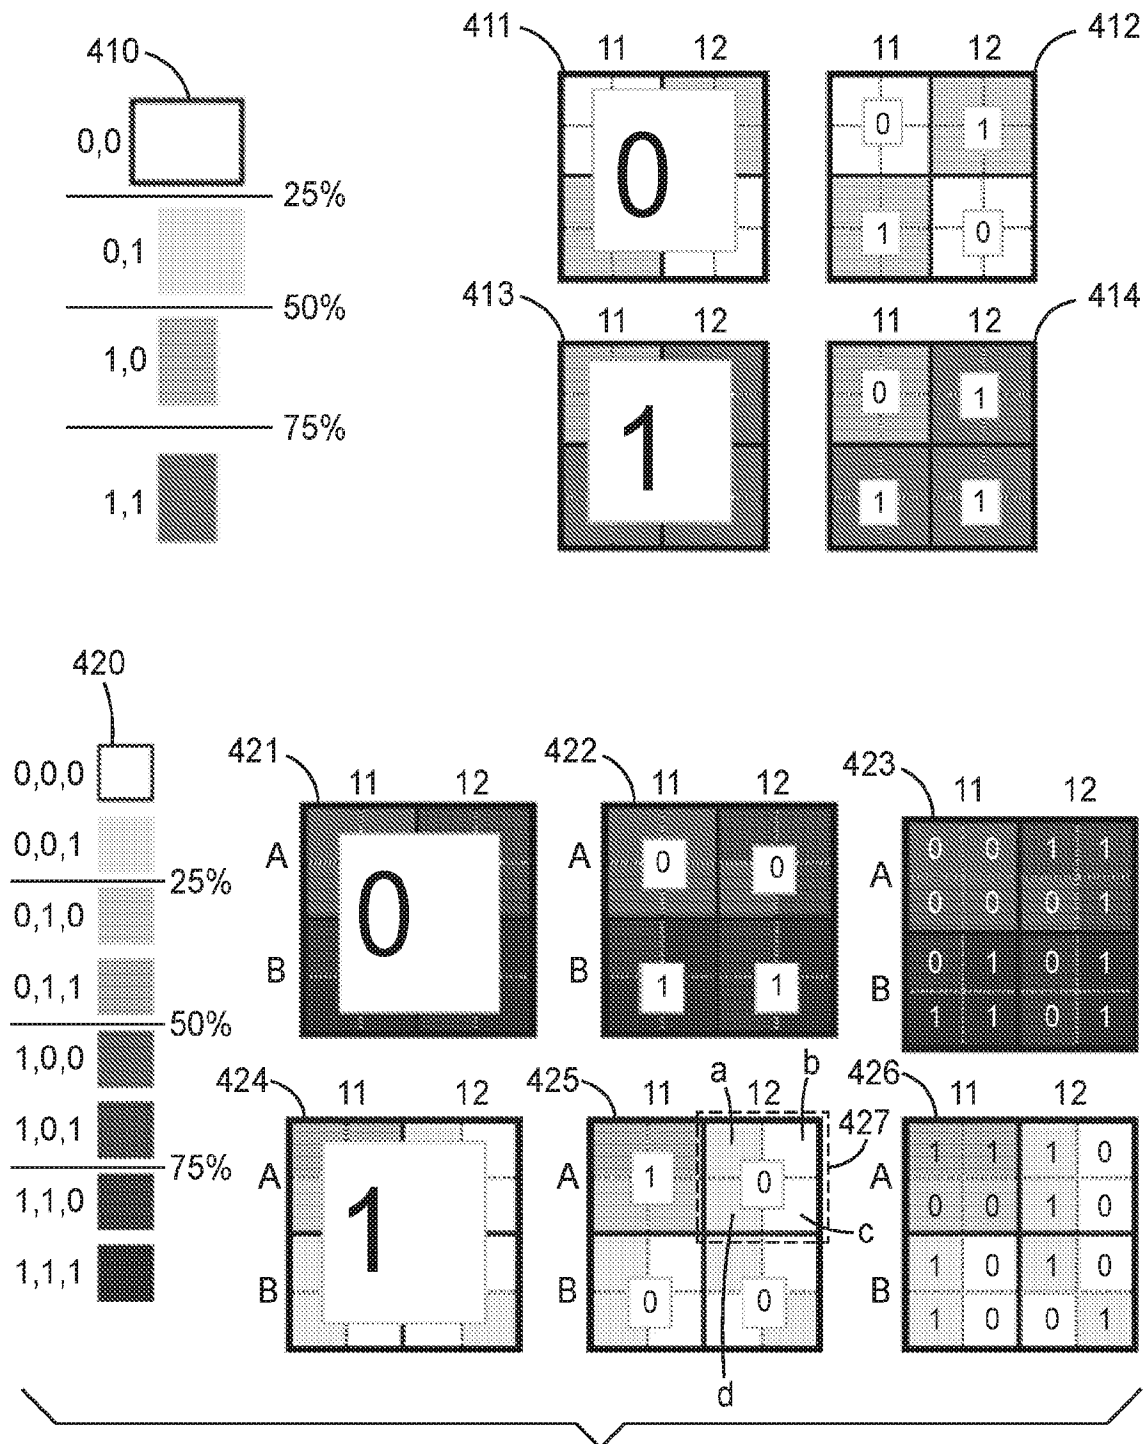 410
0,0
25%
0,1
50%
1,0
75%
1,1
411 11 12
0
11 12 412
0 1
1 0
413 11 12
1
11 12 414
0 1
1 1
420
0,0,0
0,0,1
25%
0,1,0
0,1,1
50%
1,0,0
1,0,1
75%
1,1,0
1,1,1
421 11 12
A
0
B
422 11 12
A 0 0
B 1 1
423 11 12
A 0 0 1 1
0 0 0 1
B 0 1 0 1
1 1 0 1
424 11 12
A
1
B
425 11 a 12 b
427
A 1 0
c
B 0 0
d
426 11 12
A 1 1 1 0
0 0 1 0
B 1 0 1 0
1 0 0 1